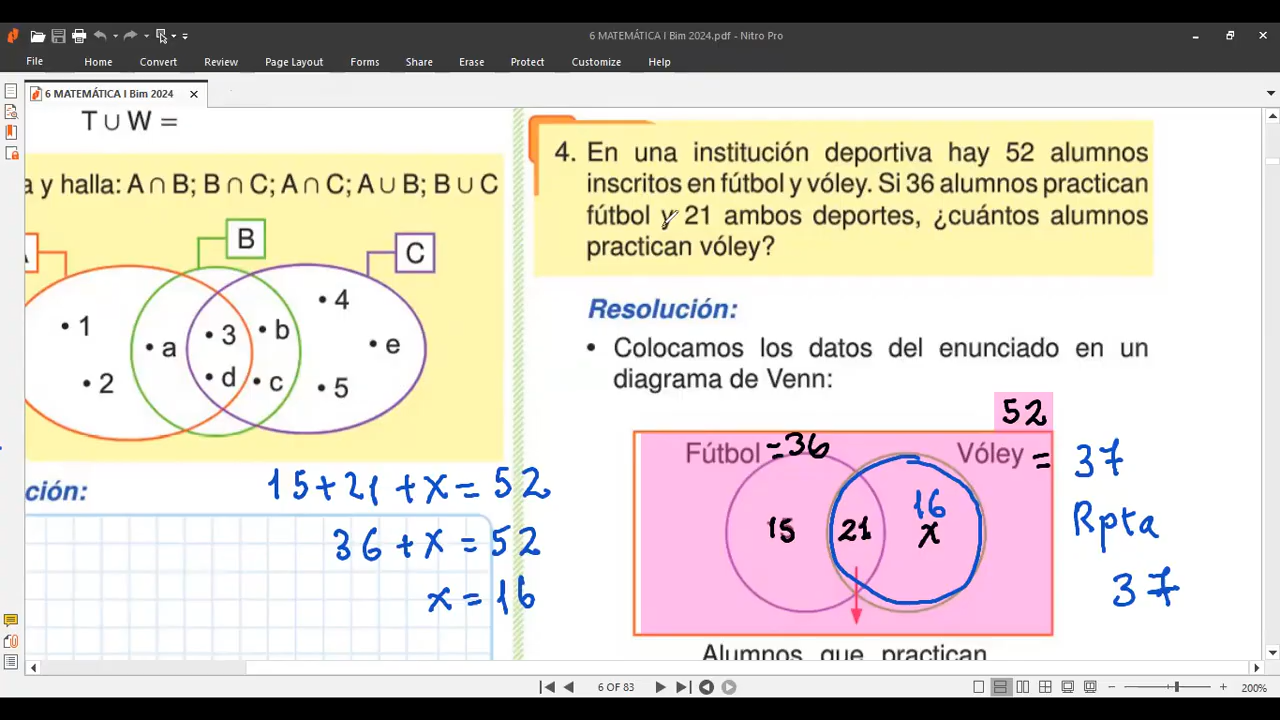 6 MATEMÁTICA I Bim 2024.pdf - Nitro Pro
File Home Convert Review Page Layout Forms Share Erase Protect Customize Help
6 MATEMÁTICA I Bim 2024
T ∪ W =
a y halla: A ∩ B; B ∩ C; A ∩ C; A ∪ B; B ∪ C
B
C
• 1
• 2
• a
• 3
• d
• b
• c
• 4
• e
• 5
ción:
15+21+x=52
36+x=52
x=16
4. En una institución deportiva hay 52 alumnos
inscritos en fútbol y vóley. Si 36 alumnos practican
fútbol y 21 ambos deportes, ¿cuántos alumnos
practican vóley?
Resolución:
• Colocamos los datos del enunciado en un
diagrama de Venn:
52
Fútbol =36
Vóley = 37
15
21
16
x
Rpta
37
Alumnos que practican
6 OF 83
200%